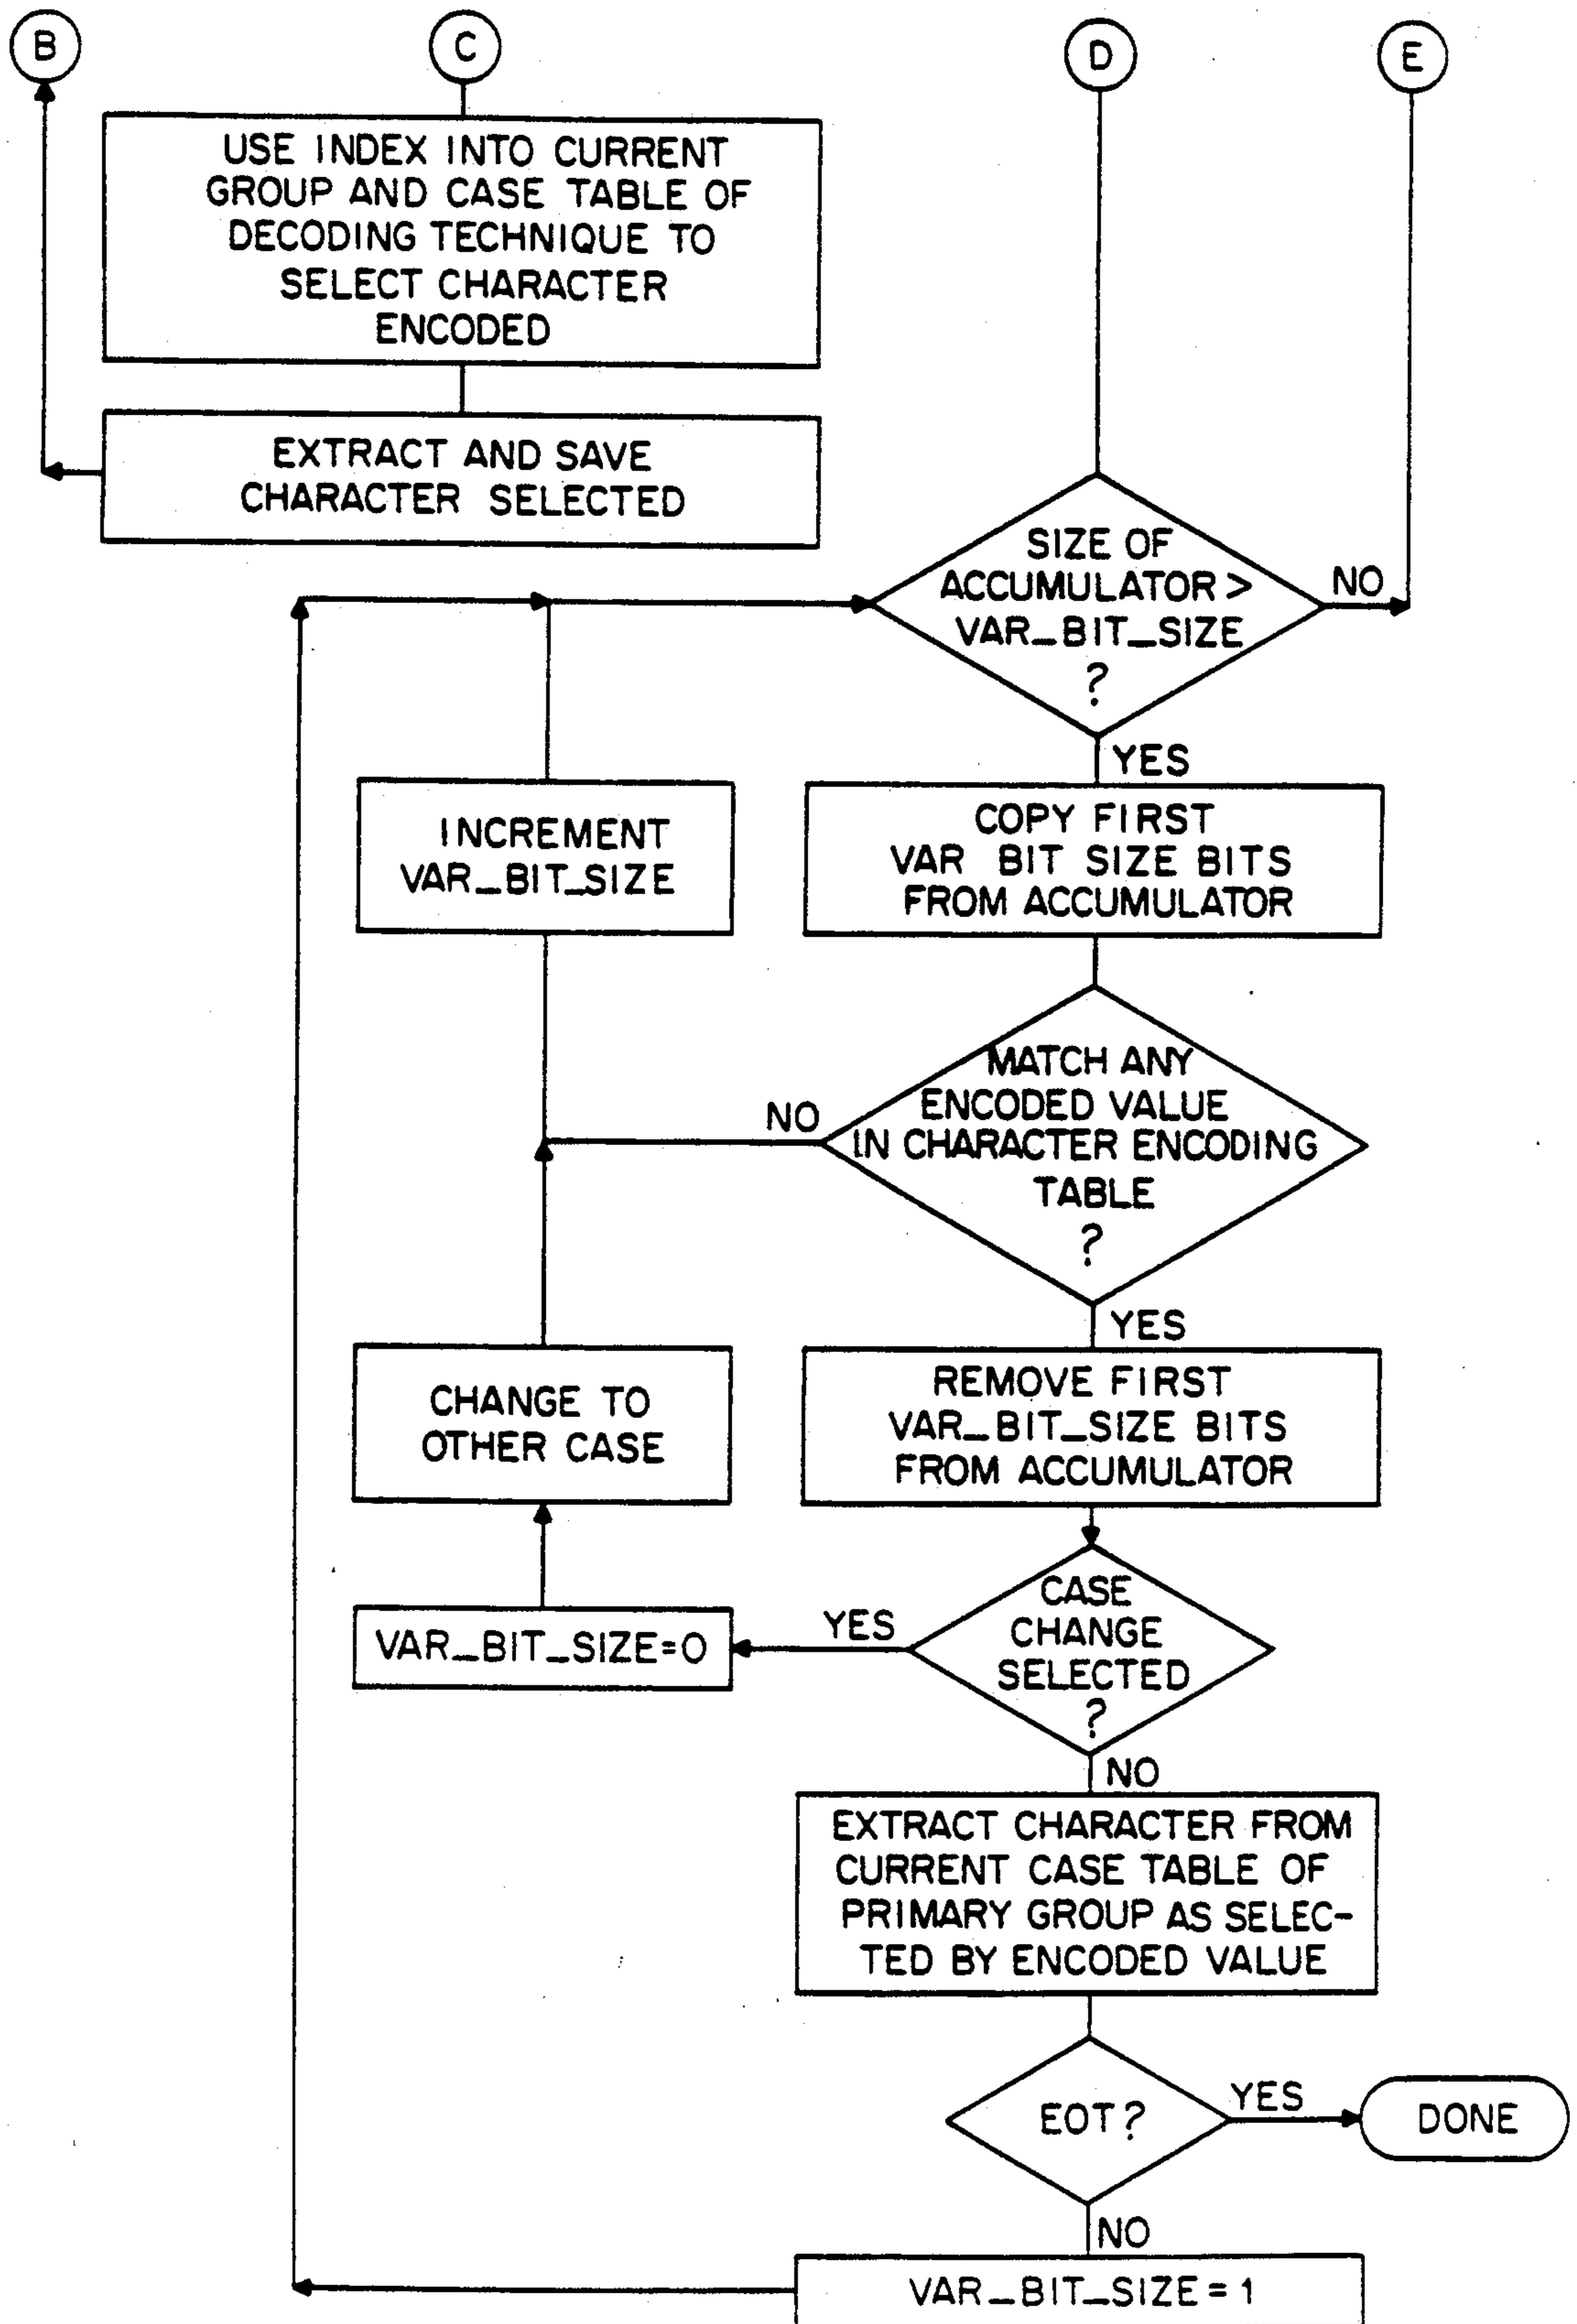 B
C
D
E
USE INDEX INTO CURRENT
GROUP AND CASE TABLE OF
DECODING TECHNIQUE TO
SELECT CHARACTER
ENCODED
EXTRACT AND SAVE
CHARACTER SELECTED
SIZE OF
ACCUMULATOR >
VAR_BIT_SIZE
?
NO
YES
INCREMENT
VAR_BIT_SIZE
COPY FIRST
VAR BIT SIZE BITS
FROM ACCUMULATOR
MATCH ANY
ENCODED VALUE
IN CHARACTER ENCODING
TABLE
?
NO
YES
CHANGE TO
OTHER CASE
REMOVE FIRST
VAR_BIT_SIZE BITS
FROM ACCUMULATOR
CASE
CHANGE
SELECTED
?
YES
VAR_BIT_SIZE=0
NO
EXTRACT CHARACTER FROM
CURRENT CASE TABLE OF
PRIMARY GROUP AS SELEC-
TED BY ENCODED VALUE
EOT?
YES
DONE
NO
VAR_BIT_SIZE = 1